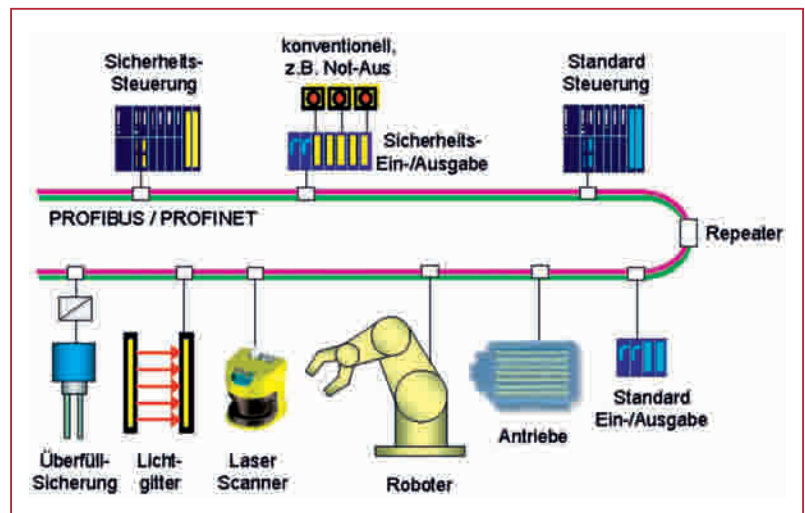 Sicherheits-
Steuerung
konventionell,
z.B. Not-Aus
Sicherheits-
Ein-/Ausgabe
Standard
Steuerung
PROFIBUS / PROFINET
Repeater
Überfüll-
Sicherung
Licht-
gitter
Laser
Scanner
Roboter
Antriebe
Standard
Ein-/Ausgabe